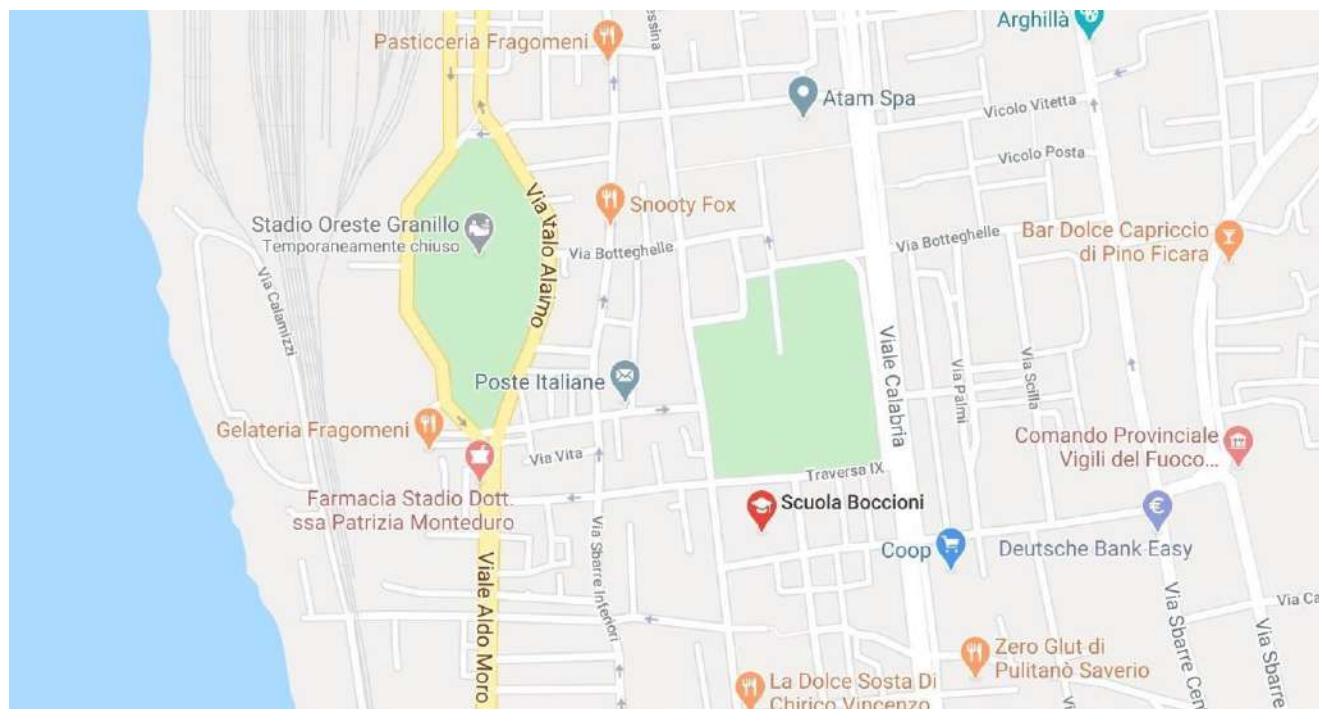 essina
Arghillà
Pasticceria Fragomeni
Atam Spa
Vicolo Vitetta
Vicolo Posta
Snooty Fox
Via Italo Alaimo
Stadio Oreste Granillo
Temporaneamente chiuso
Via Botteghelle
Via Botteghelle
Bar Dolce Capriccio
di Pino Ficara
Via Calamizzi
Viale Calabria
Via Palmi
Via Scilla
Poste Italiane
Gelateria Fragomeni
Via Vita
Comando Provinciale
Vigili del Fuoco...
Traversa IX
Farmacia Stadio Dott.
ssa Patrizia Monteduro
Scuola Boccioni
Coop
Deutsche Bank Easy
Via Sbarre Inferiori
Viale Aldo Moro
Via Ca
Via Sbarre Cen
Via Sbarre
Zero Glut di
Pulitanò Saverio
La Dolce Sosta Di
Chirico Vincenzo